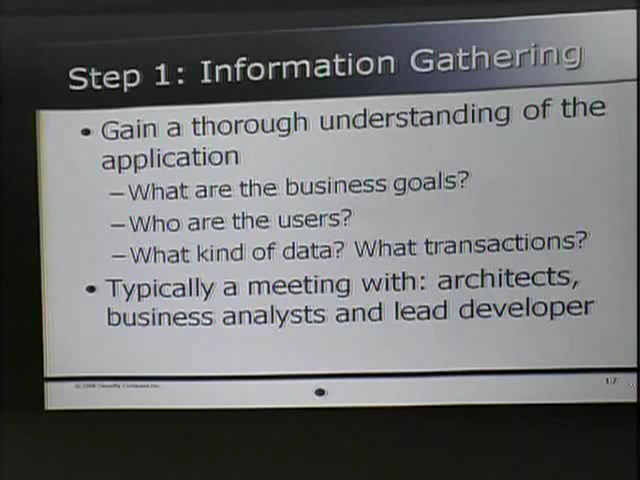 Step 1: Information Gathering
• Gain a thorough understanding of the
application
–What are the business goals?
–Who are the users?
–What kind of data? What transactions?
• Typically a meeting with: architects,
business analysts and lead developer
17